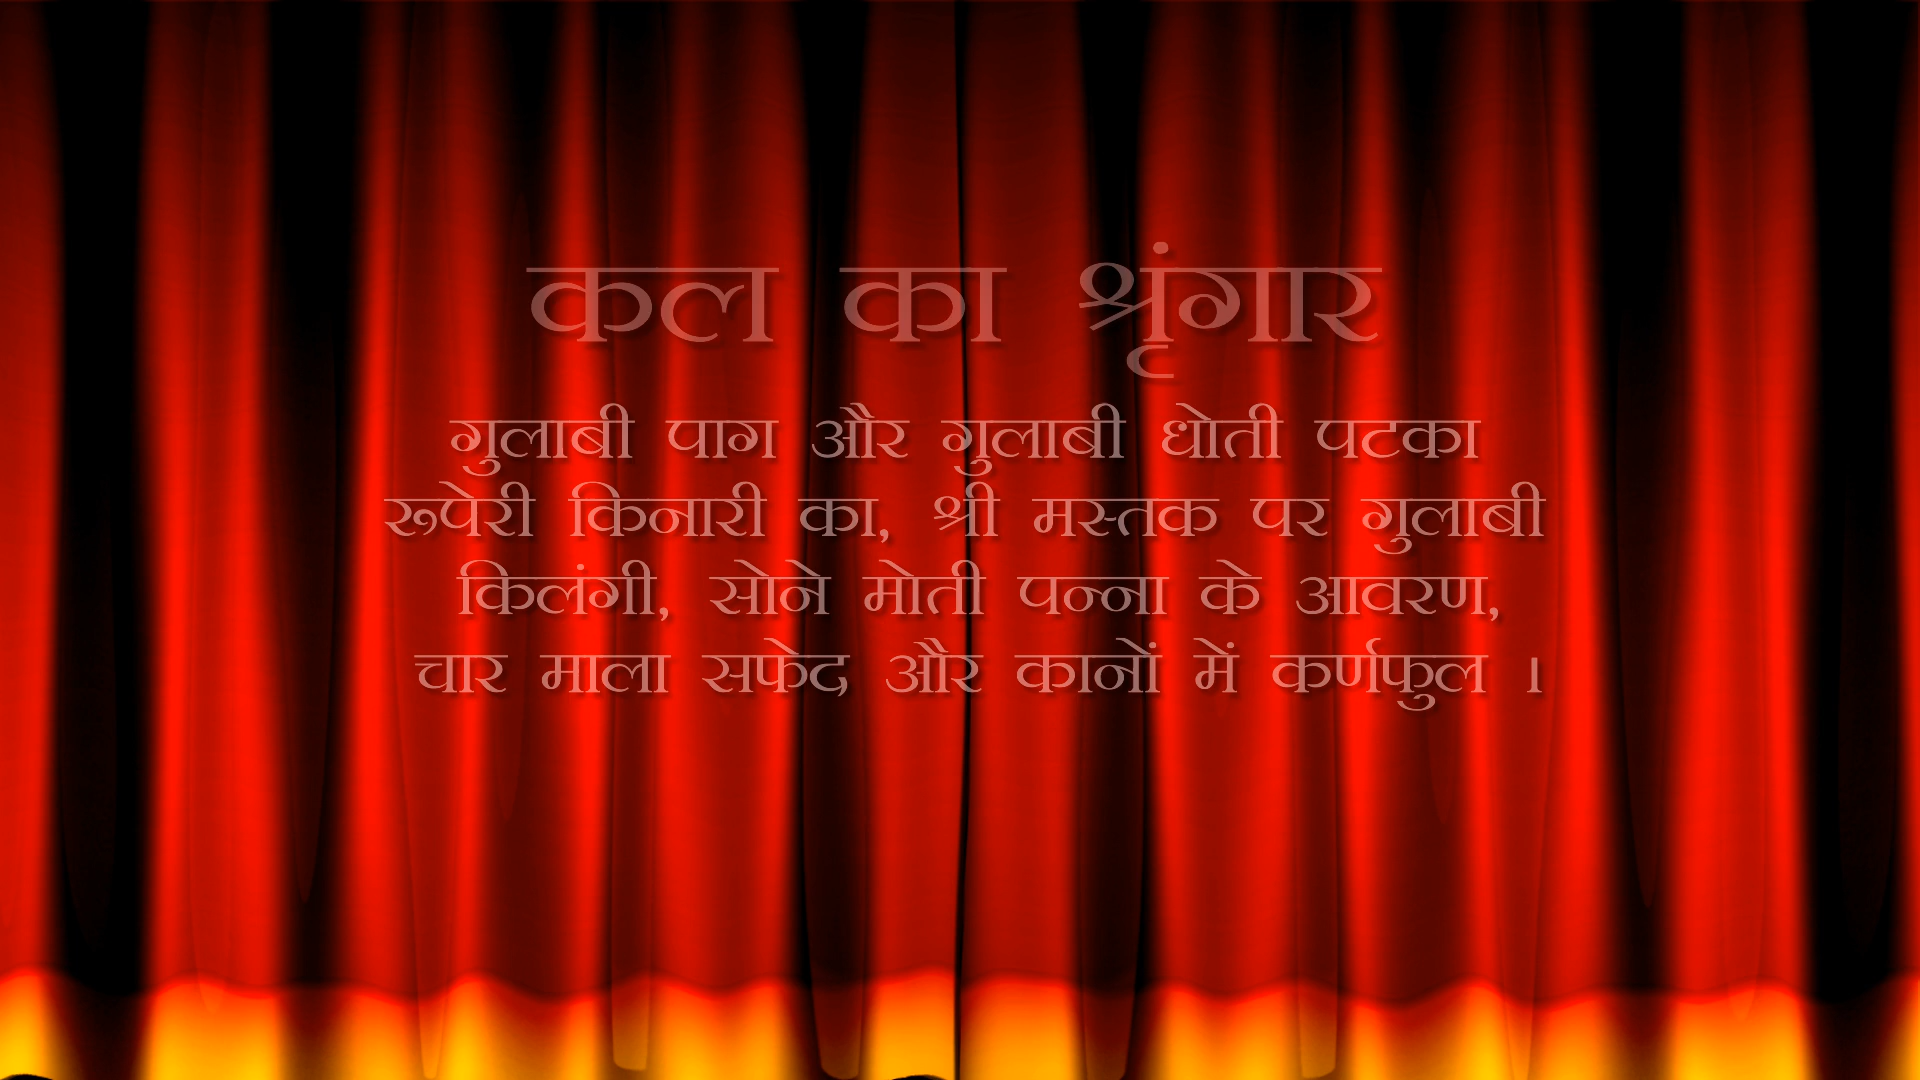 कल का श्रृंगार
गुलाबी पाग और गुलाबी धोती पटका
रुपेरी किनारी का, श्री मस्तक पर गुलाबी
किलंगी, सोने मोती पन्ना के आवरण,
चार माला सफेद और कानों में कर्णफुल ।